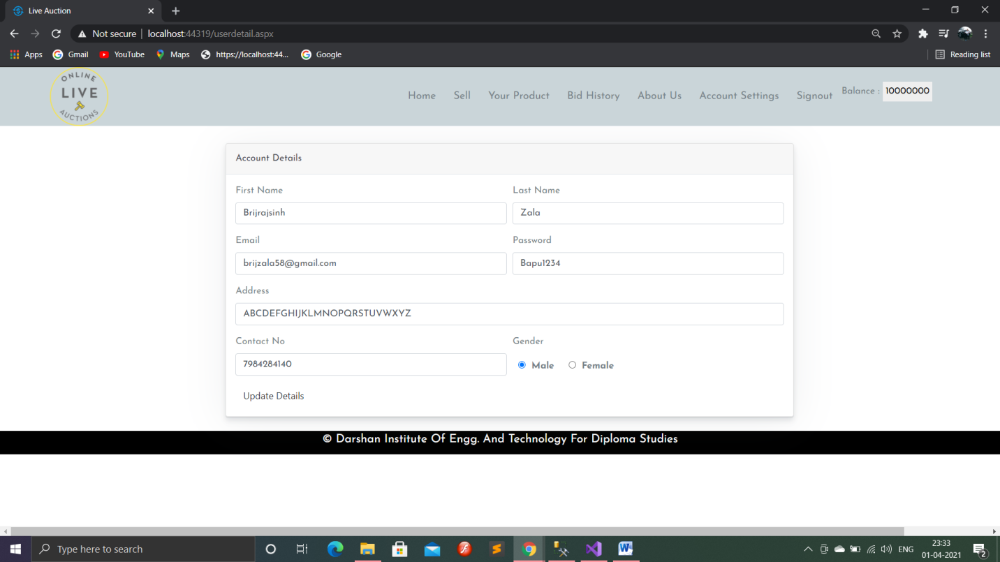 Live Auction
Not secure
localhost:44319/userdetail.aspx
Apps
Gmail
YouTube
Maps
https://localhost:44...
Google
Reading list
ONLINE
LIVE
AUCTIONS
Home
Sell
Your Product
Bid History
About Us
Account Settings
Signout
Balance :
10000000
Account Details
First Name
Last Name
Brijrajsinh
Zala
Email
Password
brijzala58@gmail.com
Bapu1234
Address
ABCDEFGHIJKLMNOPQRSTUVWXYZ
Contact No
Gender
7984284140
Male
Female
Update Details
© Darshan Institute Of Engg. And Technology For Diploma Studies
Type here to search
ENG
23:33
01-04-2021
2